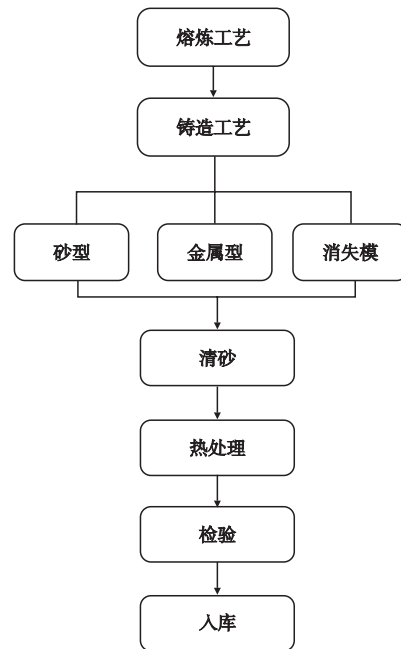 熔炼工艺
铸造工艺
砂型
金属型
消失模
清砂
热处理
检验
入库